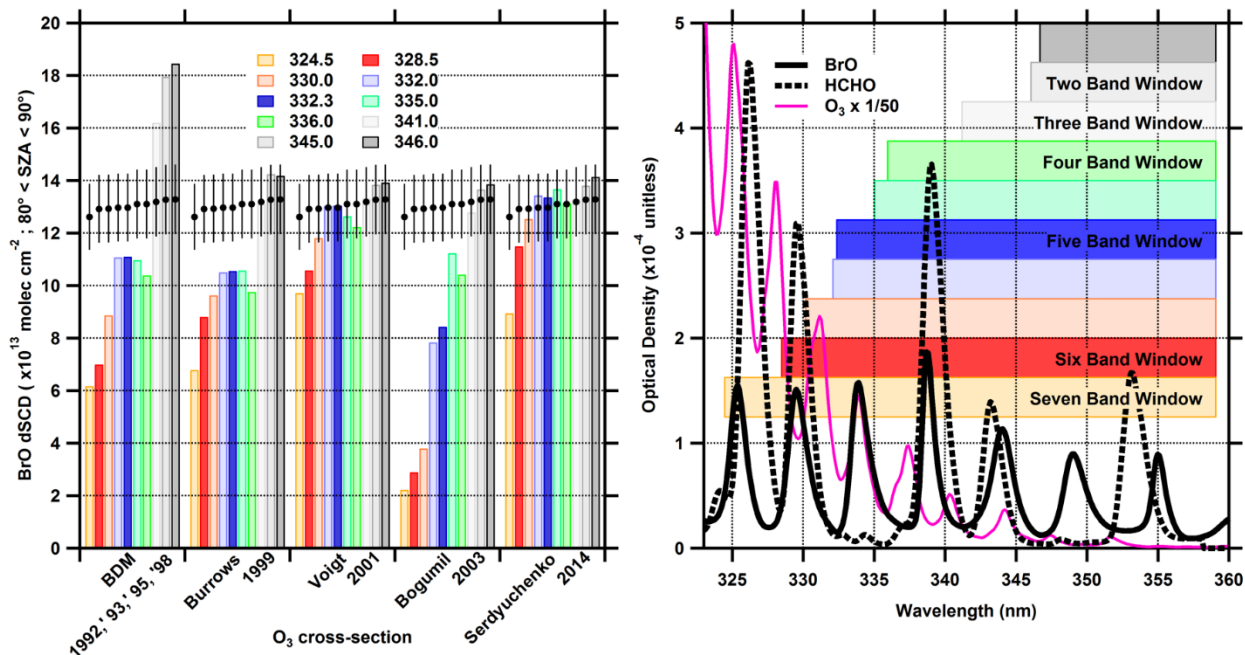 BrO dSCD ( x10¹³ molec cm⁻² ; 80° < SZA < 90°)
20
18
16
14
12
10
8
6
4
2
0
324.5 328.5
330.0 332.0
332.3 335.0
336.0 341.0
345.0 346.0
BDM
1992,' 93,' '95, '98
Burrows
1999
Voigt
2001
Bogumil
2003
Serdyuchenko
2014
O₃ cross-section
Optical Density (x10⁻⁴ unitless)
5
4
3
2
1
0
BrO
HCHO
O₃ x 1/50
Two Band Window
Three Band Window
Four Band Window
Five Band Window
Six Band Window
Seven Band Window
325 330 335 340 345 350 355 360
Wavelength (nm)